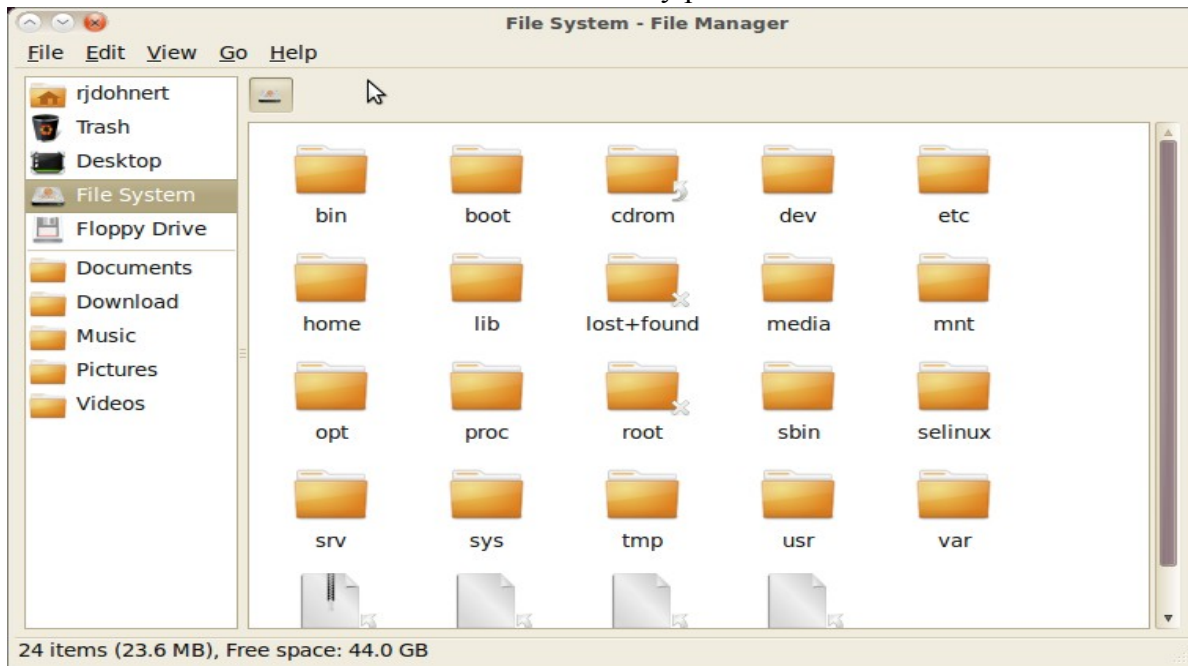 File System - File Manager
File Edit View Go Help
rjdohnert
Trash
Desktop
File System
Floppy Drive
Documents
Download
Music
Pictures
Videos
bin boot cdrom dev etc
home lib lost+found media mnt
opt proc root sbin selinux
srv sys tmp usr var
24 items (23.6 MB), Free space: 44.0 GB